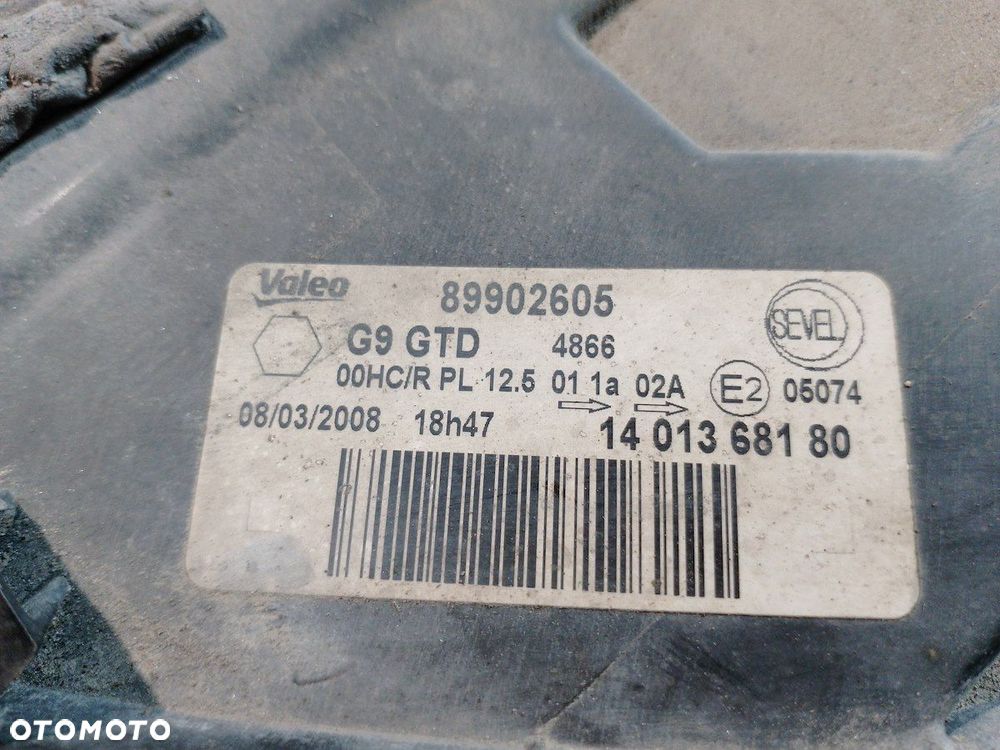 Valeo 89902605
SEVEL
G9 GTD 4866
00HC/R PL 12.5 01 1a 02A E2 05074
08/03/2008 18h47 14 013 681 80
OTOMOTO